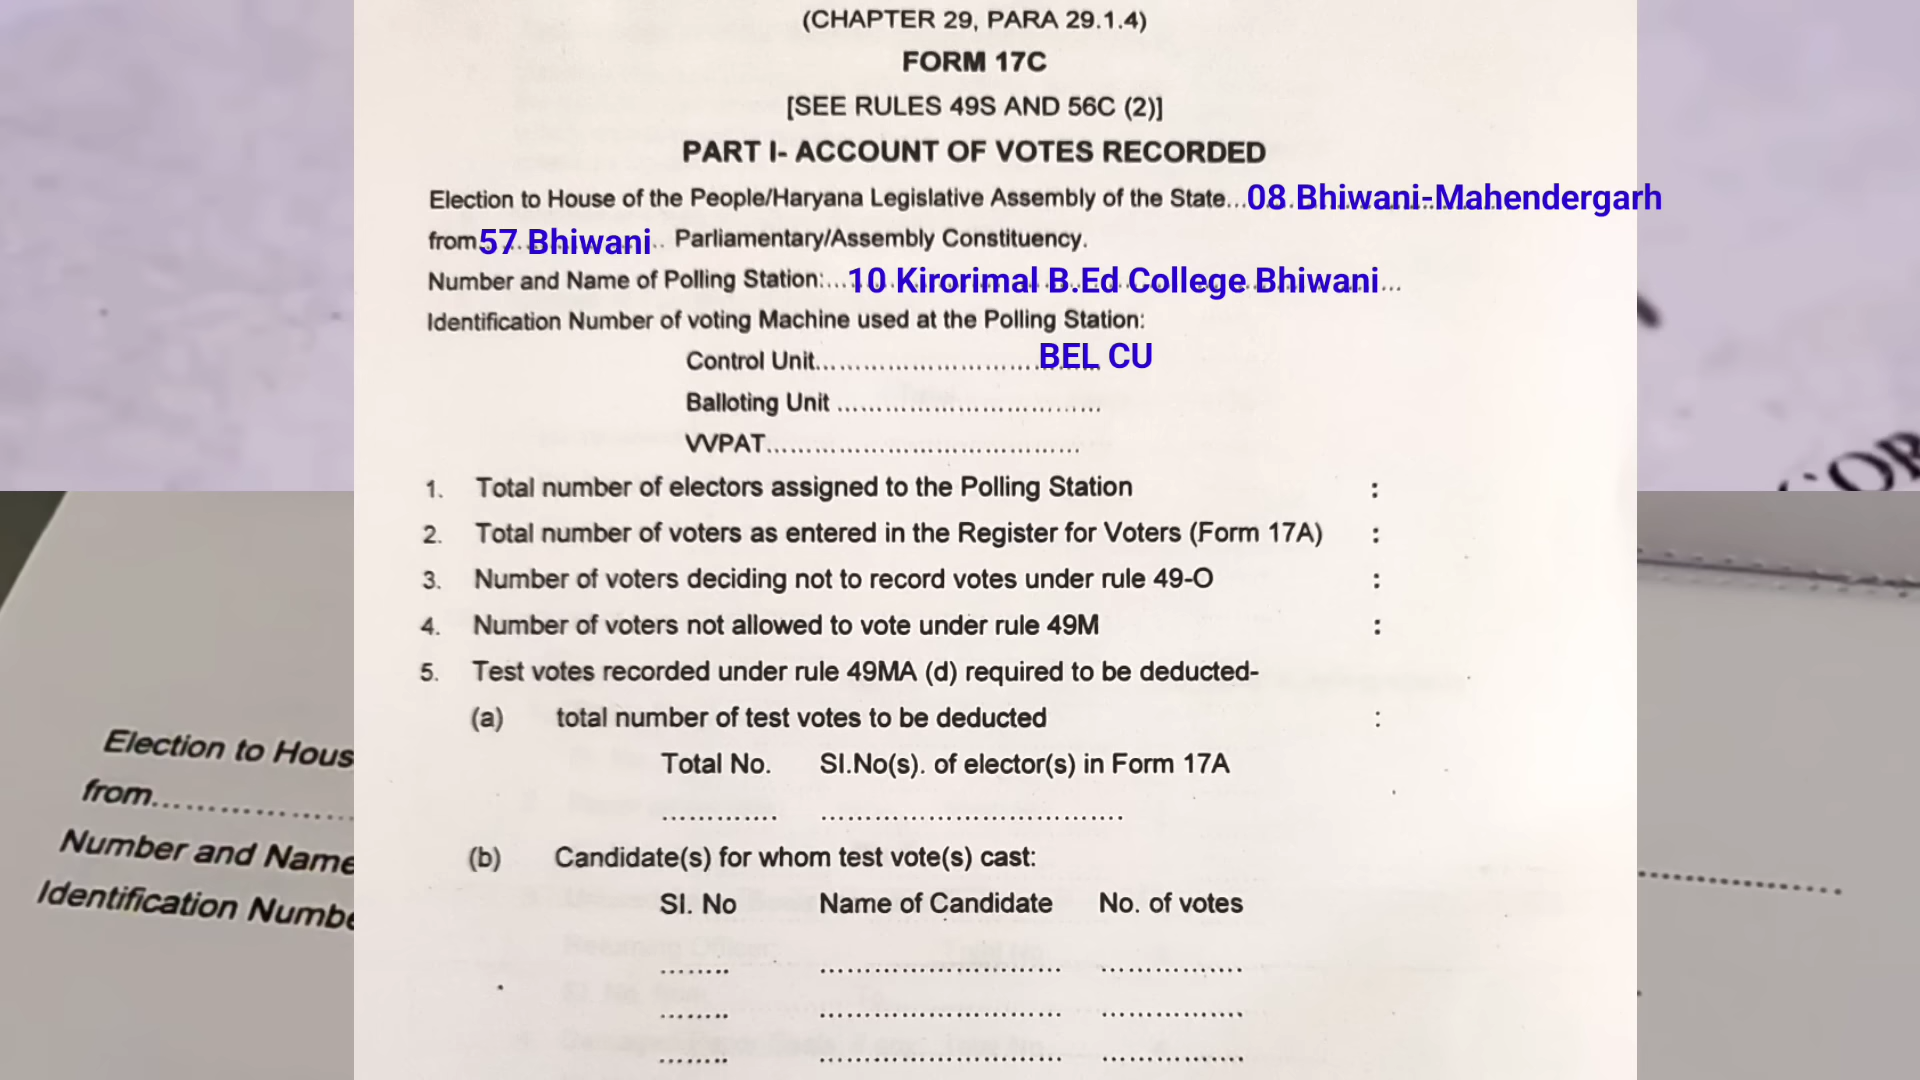 (CHAPTER 29, PARA 29.1.4)
FORM 17C
[SEE RULES 49S AND 56C (2)]
PART I- ACCOUNT OF VOTES RECORDED
Election to House of the People/Haryana Legislative Assembly of the State...08 Bhiwani-Mahendergarh
from 57 Bhiwani.. Parliamentary/Assembly Constituency.
Number and Name of Polling Station:...10 Kirorimal B.Ed College Bhiwani...
Identification Number of voting Machine used at the Polling Station:
Control Unit..............................BEL CU
Balloting Unit ..............................
VVPAT...................................
1. Total number of electors assigned to the Polling Station :
2. Total number of voters as entered in the Register for Voters (Form 17A) :
3. Number of voters deciding not to record votes under rule 49-O :
4. Number of voters not allowed to vote under rule 49M :
5. Test votes recorded under rule 49MA (d) required to be deducted-
(a) total number of test votes to be deducted :
Total No. Sl.No(s). of elector(s) in Form 17A
............. ..................................
(b) Candidate(s) for whom test vote(s) cast:
Sl. No Name of Candidate No. of votes
........ ........................... ................
........ ........................... ................
........ ........................... ................
Election to Hous
from......................
Number and Name
Identification Numbe